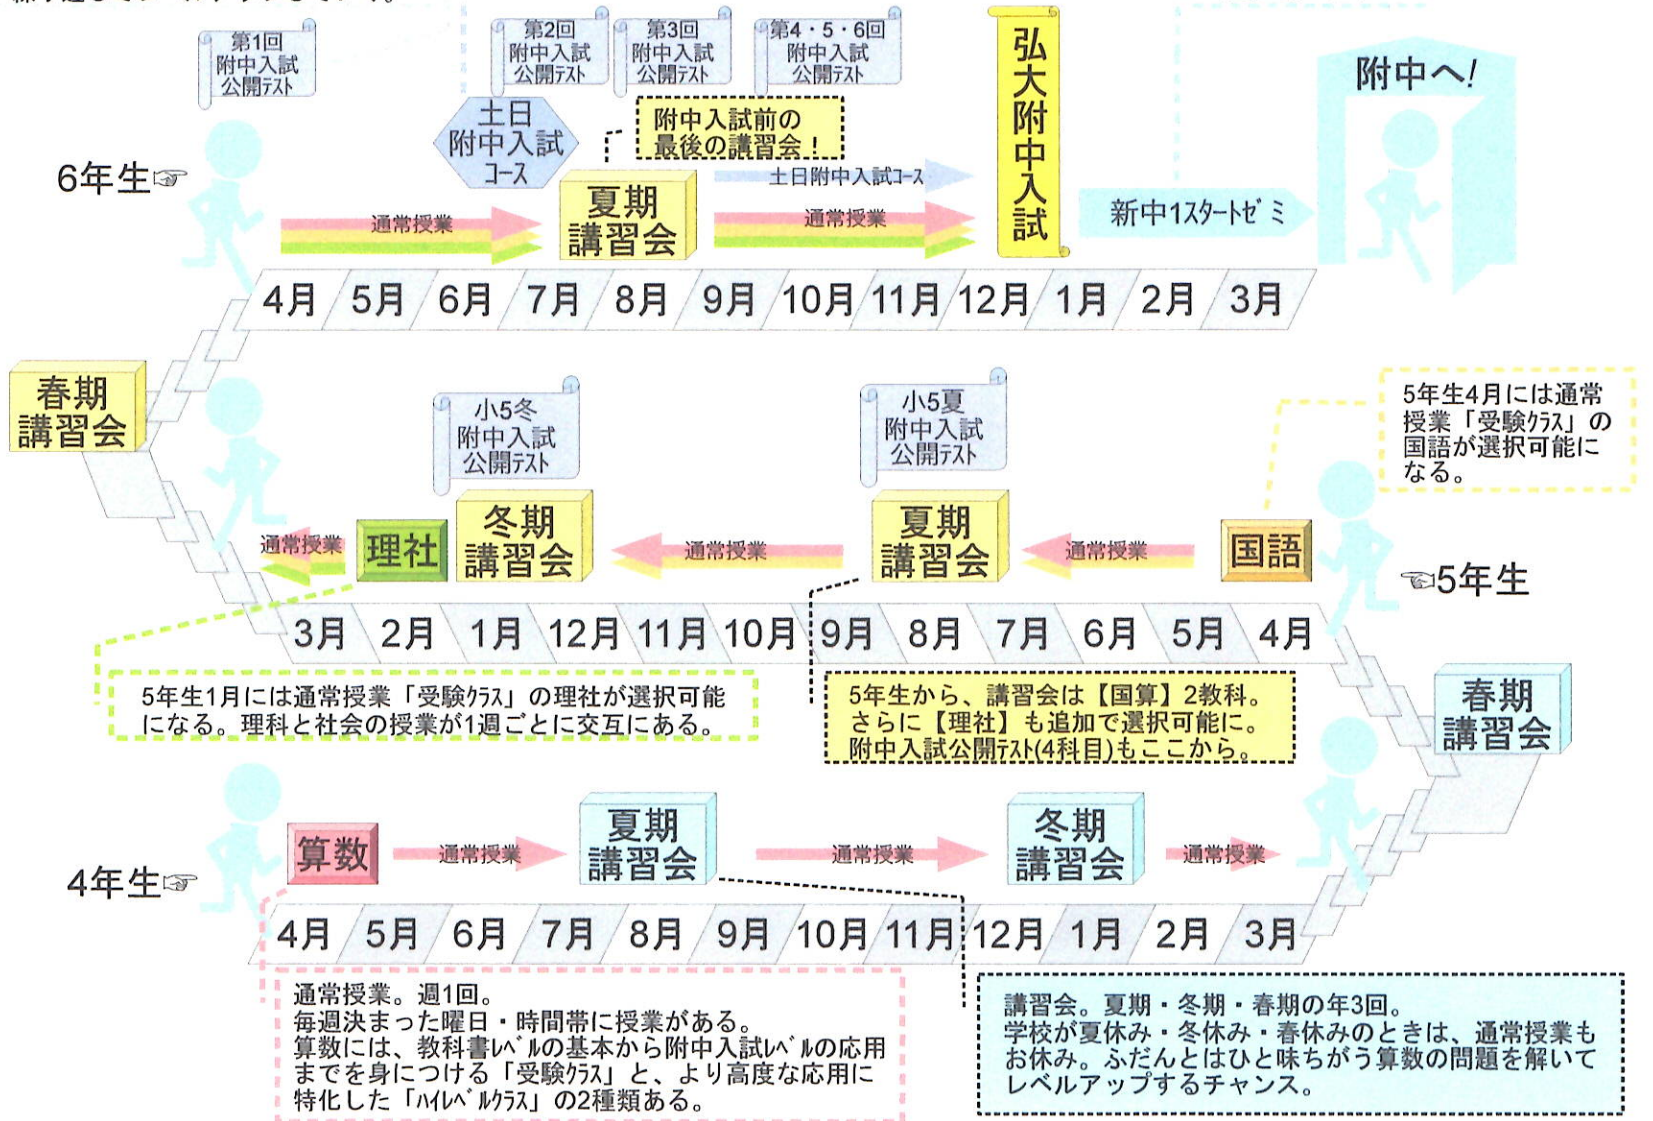 第1回
附中入試
公開ﾃｽﾄ
第2回
附中入試
公開ﾃｽﾄ
第3回
附中入試
公開ﾃｽﾄ
第4・5・6回
附中入試
公開ﾃｽﾄ
弘大附中入試
附中へ!
土日
附中入試
ｺｰｽ
附中入試前の
最後の講習会！
6年生☞
通常授業
夏期
講習会
土日附中入試ｺｰｽ
通常授業
新中1ｽﾀｰﾄｾﾞﾐ
4月 5月 6月 7月 8月 9月 10月 11月 12月 1月 2月 3月
春期
講習会
小5冬
附中入試
公開ﾃｽﾄ
小5夏
附中入試
公開ﾃｽﾄ
5年生4月には通常
授業「受験ｸﾗｽ」の
国語が選択可能に
なる。
通常授業
理社
冬期
講習会
通常授業
夏期
講習会
通常授業
国語
☜5年生
3月 2月 1月 12月 11月 10月 9月 8月 7月 6月 5月 4月
5年生1月には通常授業「受験ｸﾗｽ」の理社が選択可能
になる。理科と社会の授業が1週ごとに交互にある。
5年生から、講習会は【国算】2教科。
さらに【理社】も追加で選択可能に。
附中入試公開ﾃｽﾄ(4科目)もここから。
春期
講習会
4年生☞
算数
通常授業
夏期
講習会
通常授業
冬期
講習会
通常授業
4月 5月 6月 7月 8月 9月 10月 11月 12月 1月 2月 3月
通常授業。週1回。
毎週決まった曜日・時間帯に授業がある。
算数には、教科書ﾚﾍﾞﾙの基本から附中入試ﾚﾍﾞﾙの応用
までを身につける「受験ｸﾗｽ」と、より高度な応用に
特化した「ﾊｲﾚﾍﾞﾙｸﾗｽ」の2種類ある。
講習会。夏期・冬期・春期の年3回。
学校が夏休み・冬休み・春休みのときは、通常授業も
お休み。ふだんとはひと味ちがう算数の問題を解いて
レベルアップするチャンス。